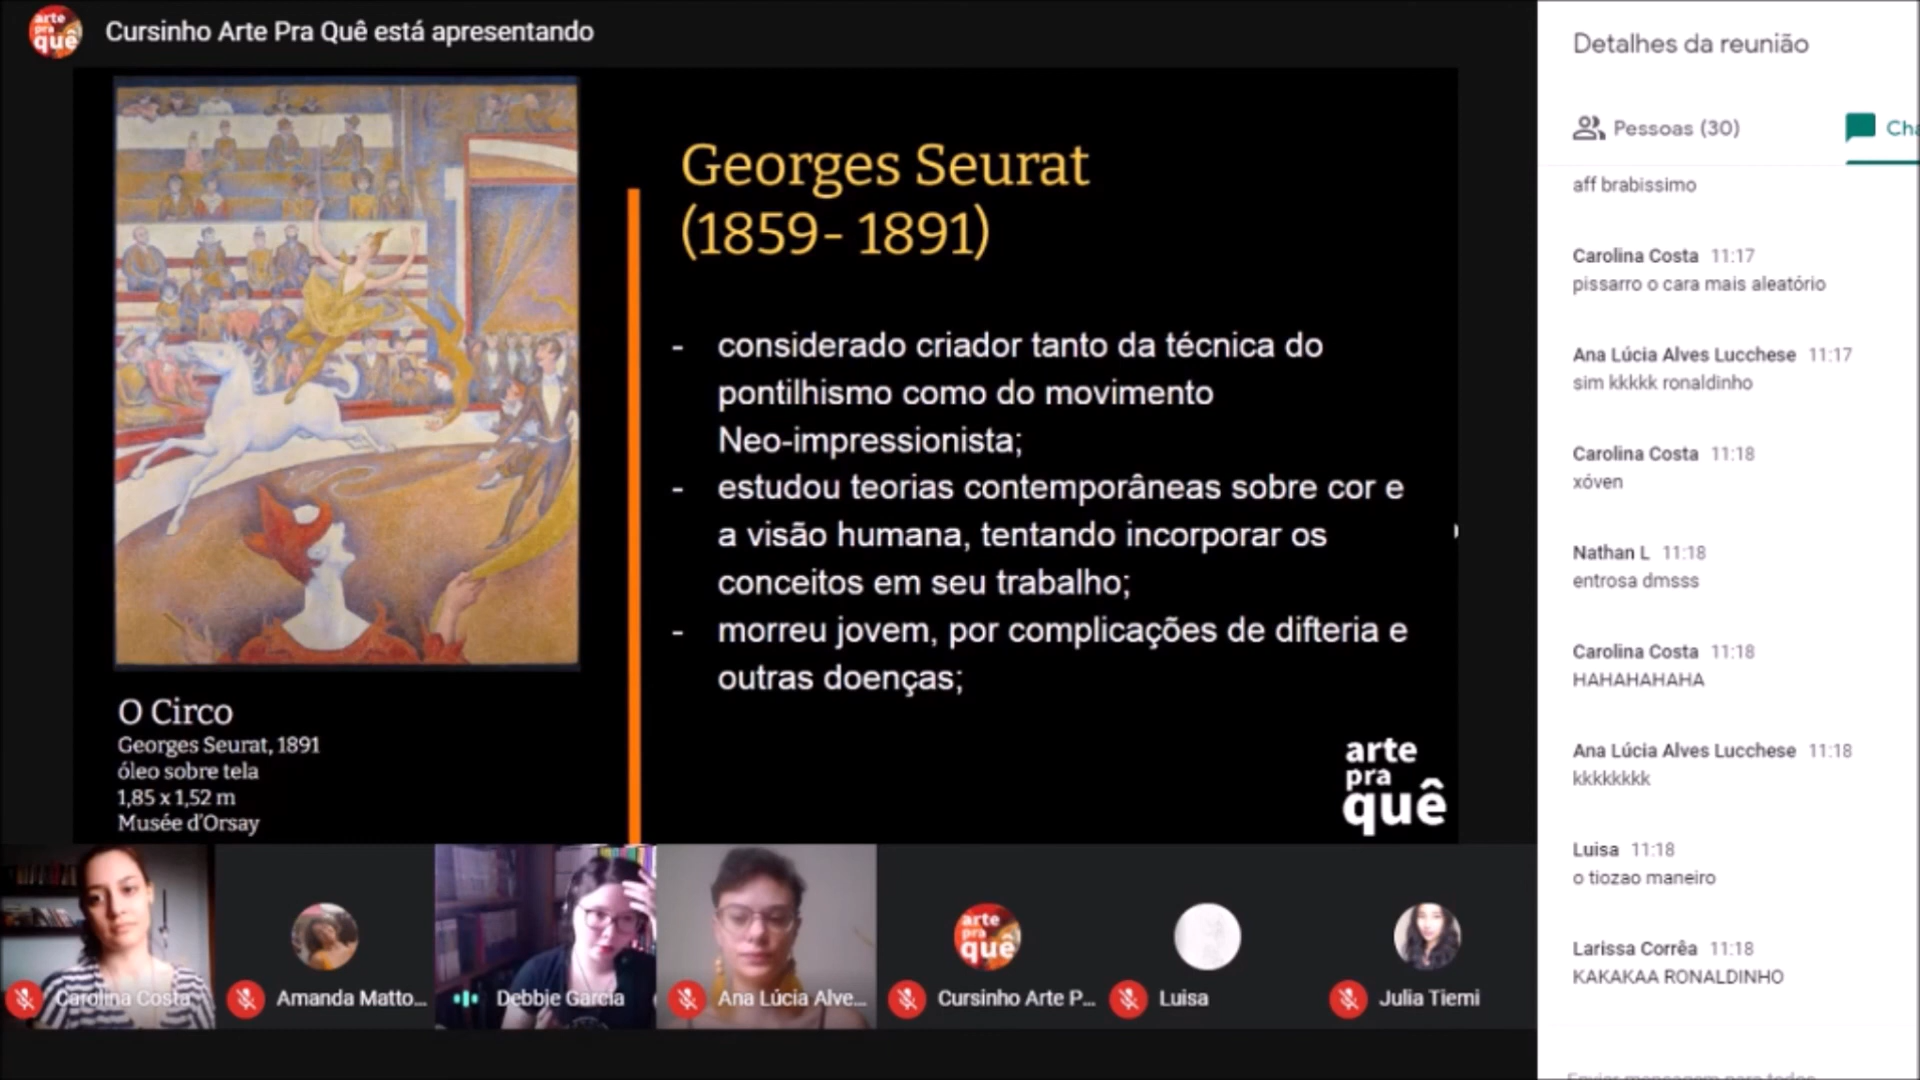 arte
pra
quê
Cursinho Arte Pra Quê está apresentando
Georges Seurat
(1859- 1891)
- considerado criador tanto da técnica do
pontilhismo como do movimento
Neo-impressionista;
- estudou teorias contemporâneas sobre cor e
a visão humana, tentando incorporar os
conceitos em seu trabalho;
- morreu jovem, por complicações de difteria e
outras doenças;
O Circo
Georges Seurat, 1891
óleo sobre tela
1,85 x 1,52 m
Musée d'Orsay
arte
pra
quê
Carolina Costa
Amanda Matto...
Debbie Garcia
Ana Lúcia Alve...
arte
pra
quê
Cursinho Arte P...
Luisa
Julia Tiemi
Detalhes da reunião
Pessoas (30)
Cha
aff brabissimo
Carolina Costa 11:17
pissarro o cara mais aleatório
Ana Lúcia Alves Lucchese 11:17
sim kkkkk ronaldinho
Carolina Costa 11:18
xóven
Nathan L 11:18
entrosa dmsss
Carolina Costa 11:18
HAHAHAHAHA
Ana Lúcia Alves Lucchese 11:18
kkkkkkkk
Luisa 11:18
o tiozao maneiro
Larissa Corrêa 11:18
KAKAKAA RONALDINHO
Enviar mensagem para todos